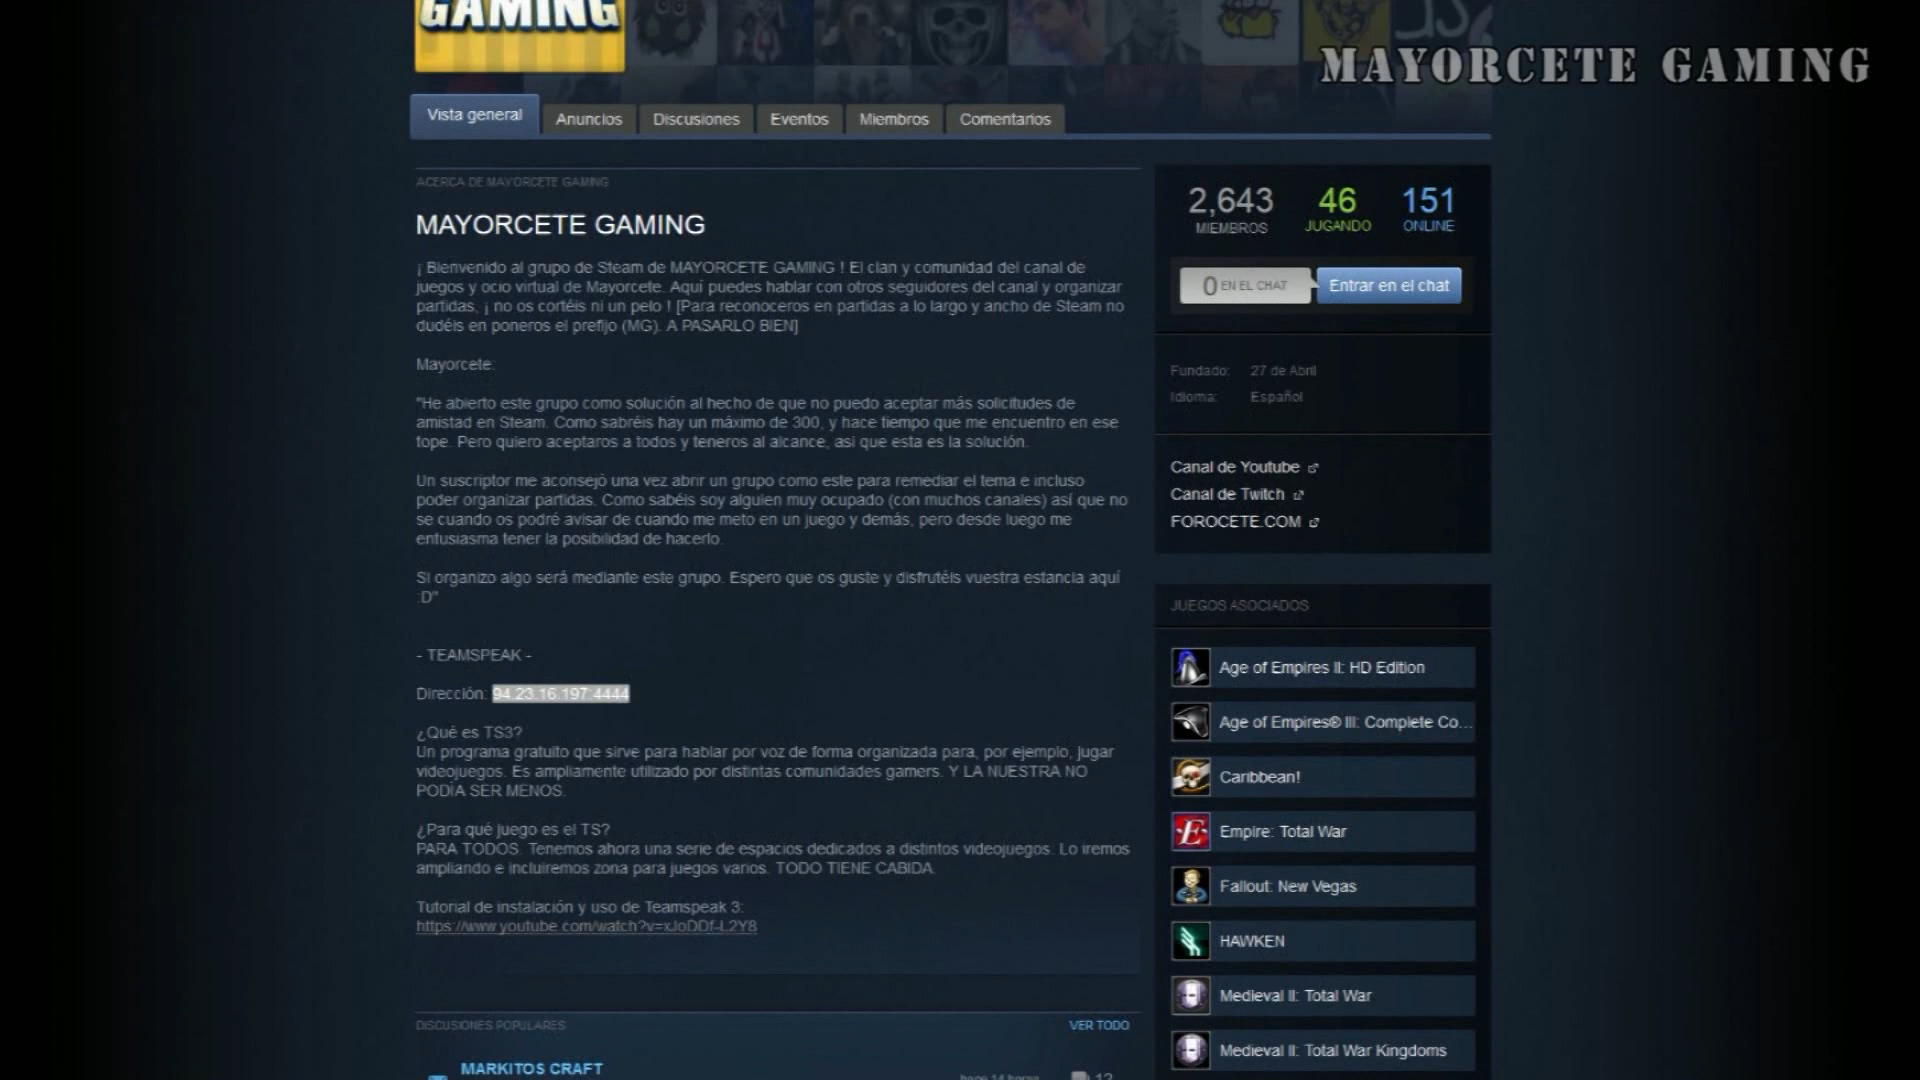 GAMING
MAYORCETE GAMING
Vista general
Anuncios
Discusiones
Eventos
Miembros
Comentarios
ACERCA DE MAYORCETE GAMING
MAYORCETE GAMING
¡ Bienvenido al grupo de Steam de MAYORCETE GAMING ! El clan y comunidad del canal de
juegos y ocio virtual de Mayorcete. Aquí puedes hablar con otros seguidores del canal y organizar
partidas, ¡ no os cortéis ni un pelo ! [Para reconoceros en partidas a lo largo y ancho de Steam no
dudéis en poneros el prefijo (MG). A PASARLO BIEN]
Mayorcete:
"He abierto este grupo como solución al hecho de que no puedo aceptar más solicitudes de
amistad en Steam. Como sabréis hay un máximo de 300, y hace tiempo que me encuentro en ese
tope. Pero quiero aceptaros a todos y teneros al alcance, asi que esta es la solución.
Un suscriptor me aconsejó una vez abrir un grupo como este para remediar el tema e incluso
poder organizar partidas. Como sabéis soy alguien muy ocupado (con muchos canales) así que no
se cuando os podré avisar de cuando me meto en un juego y demás, pero desde luego me
entusiasma tener la posibilidad de hacerlo.
Si organizo algo será mediante este grupo. Espero que os guste y disfrutéis vuestra estancia aquí
:D"
- TEAMSPEAK -
Dirección: 94.23.16.197:4444
¿Qué es TS3?
Un programa gratuito que sirve para hablar por voz de forma organizada para, por ejemplo, jugar
videojuegos. Es ampliamente utilizado por distintas comunidades gamers. Y LA NUESTRA NO
PODÍA SER MENOS.
¿Para qué juego es el TS?
PARA TODOS. Tenemos ahora una serie de espacios dedicados a distintos videojuegos. Lo iremos
ampliando e incluiremos zona para juegos varios. TODO TIENE CABIDA.
Tutorial de instalación y uso de Teamspeak 3:
https://www.youtube.com/watch?v=xJoDDf-L2Y8
DISCUSIONES POPULARES
VER TODO
MARKITOS CRAFT
hace 14 horas
12
2,643
MIEMBROS
46
JUGANDO
151
ONLINE
0 EN EL CHAT
Entrar en el chat
Fundado: 27 de Abril
Idioma: Español
Canal de Youtube
Canal de Twitch
FOROCETE.COM
JUEGOS ASOCIADOS
Age of Empires II: HD Edition
Age of Empires® III: Complete Co...
Caribbean!
Empire: Total War
Fallout: New Vegas
HAWKEN
Medieval II: Total War
Medieval II: Total War Kingdoms